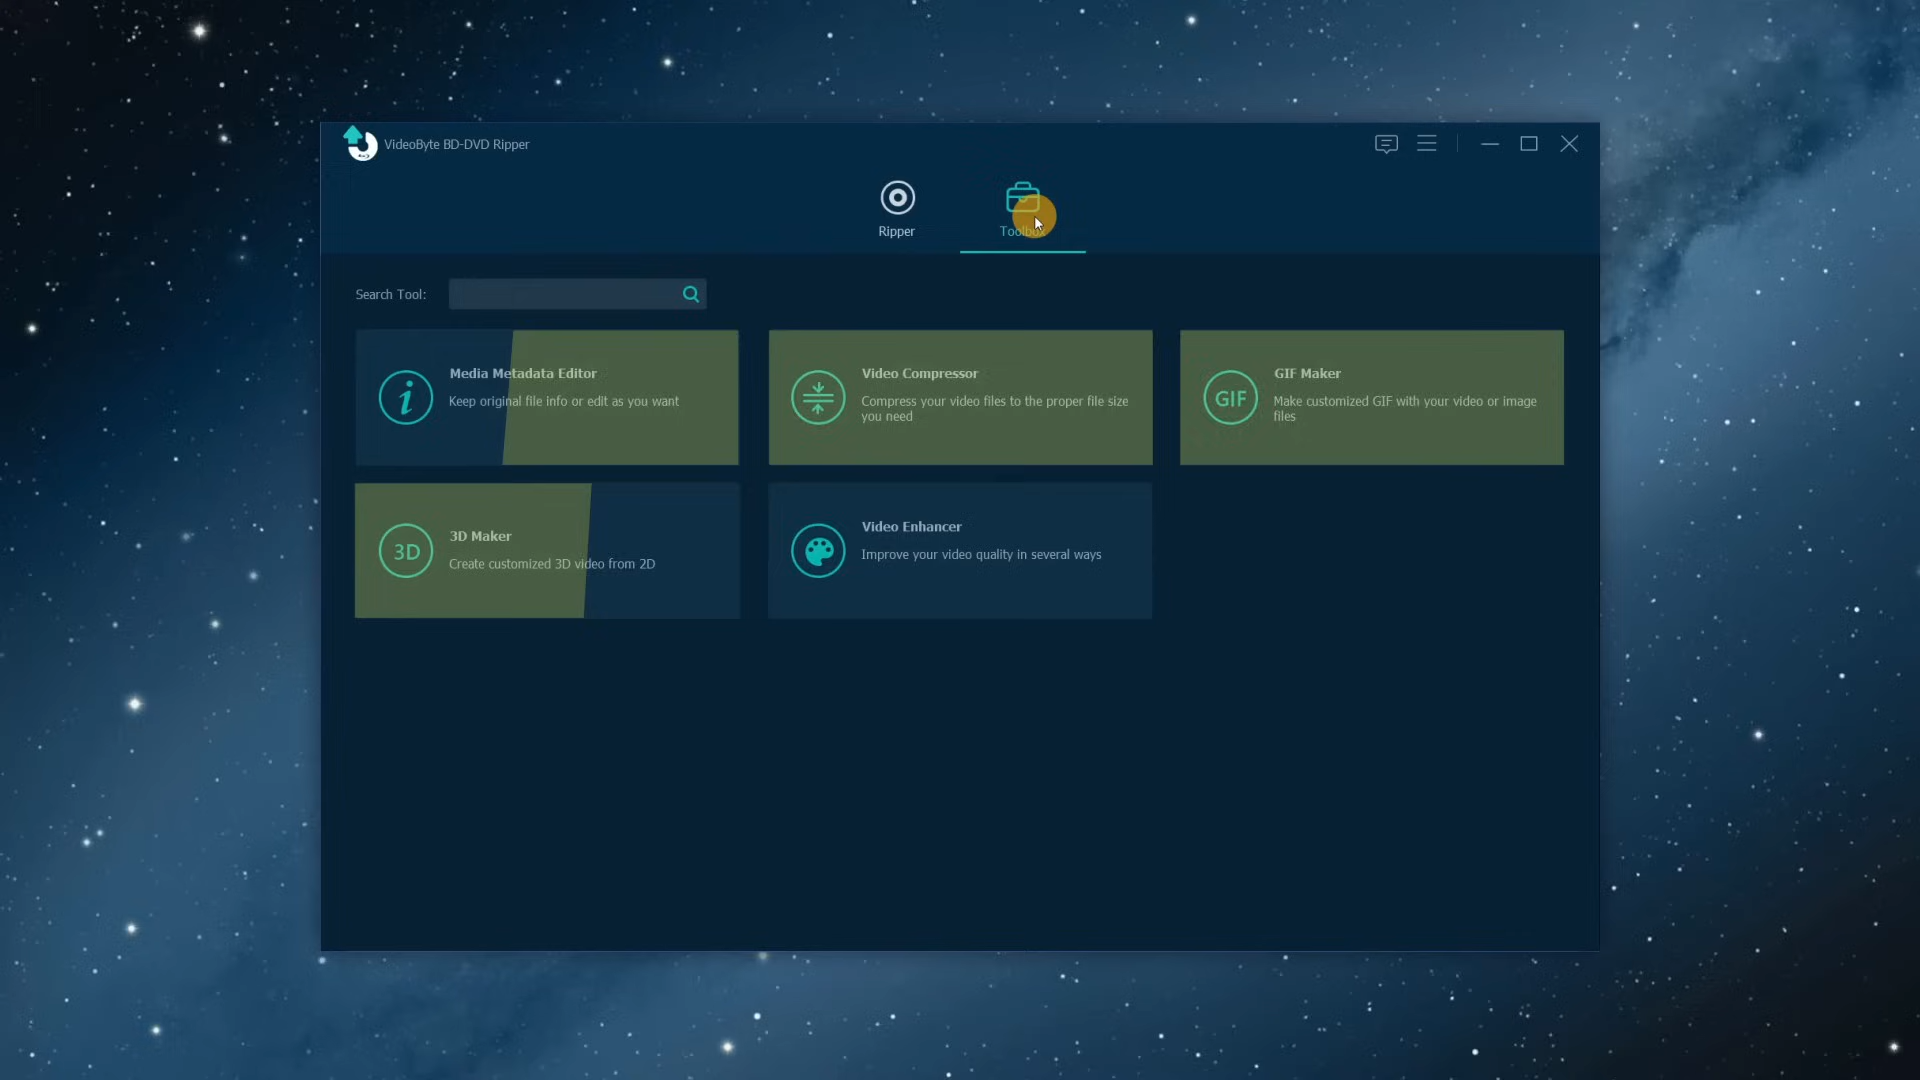 VideoByte BD-DVD Ripper
Ripper
Toolbox
Search Tool:
Media Metadata Editor
Keep original file info or edit as you want
Video Compressor
Compress your video files to the proper file size
you need
GIF
GIF Maker
Make customized GIF with your video or image
files
3D
3D Maker
Create customized 3D video from 2D
Video Enhancer
Improve your video quality in several ways